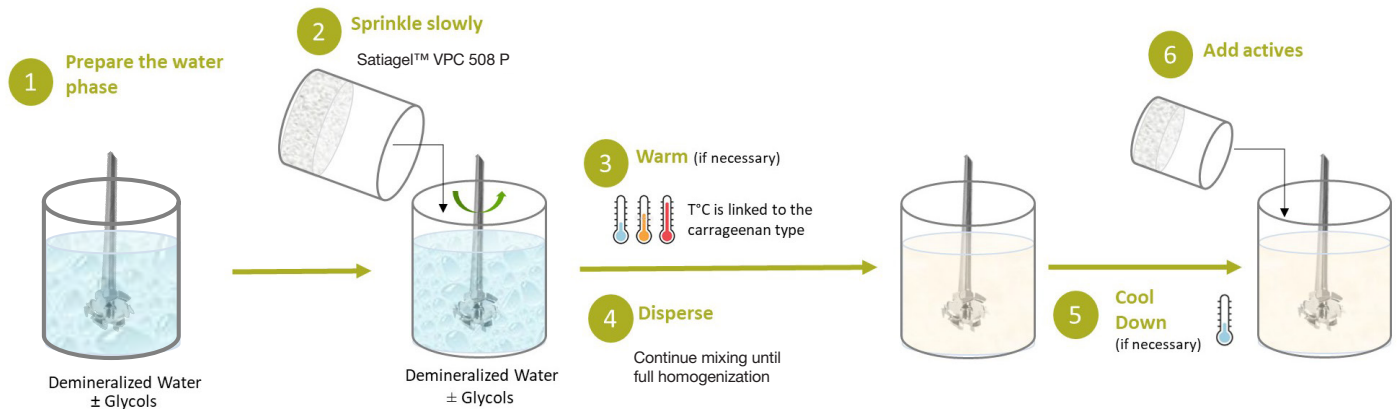 1
Prepare the water
phase
Demineralized Water
± Glycols
2
Sprinkle slowly
Satiagel™ VPC 508 P
Demineralized Water
± Glycols
3
Warm (if necessary)
T°C is linked to the
carrageenan type
4
Disperse
Continue mixing until
full homogenization
5
Cool
Down
(if necessary)
6
Add actives